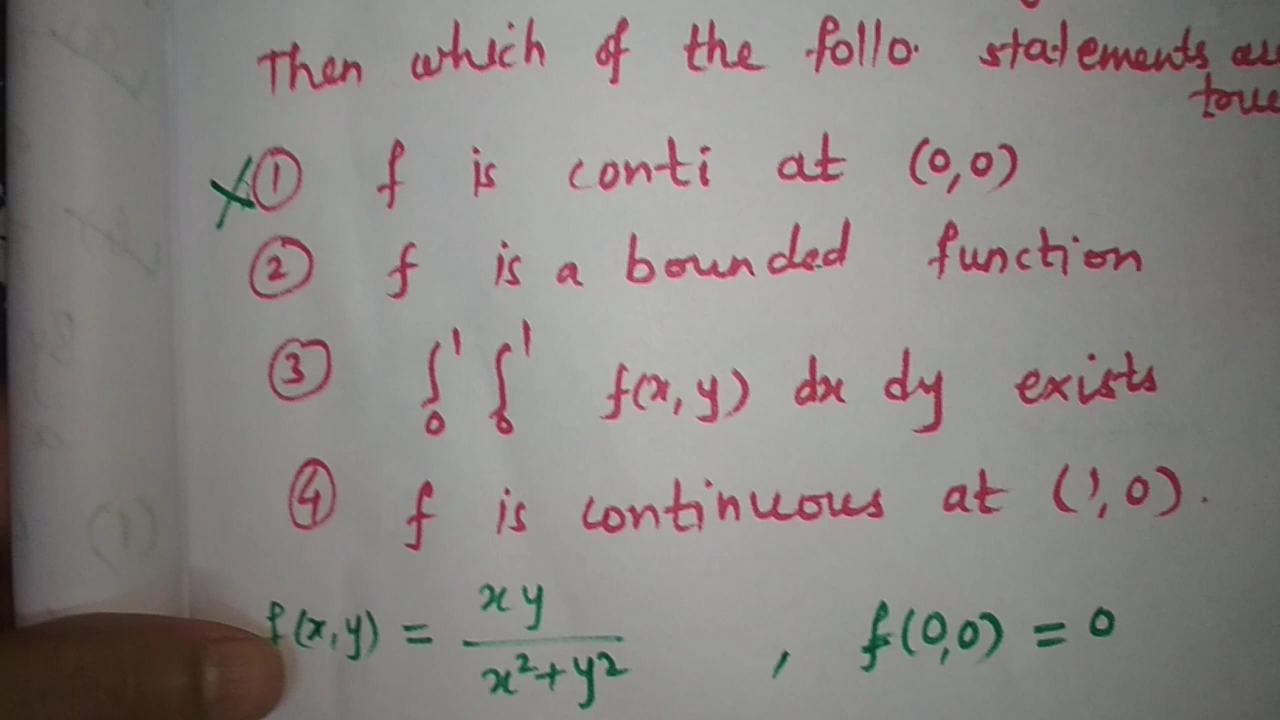 Then which of the follo. statements are
true
① f is conti at (0,0)
② f is a bounded function
③ ∫₀¹ ∫₀¹ f(x,y) dx dy exists
④ f is continuous at (1,0).
f(x,y) = xy / x²+y² , f(0,0) = 0